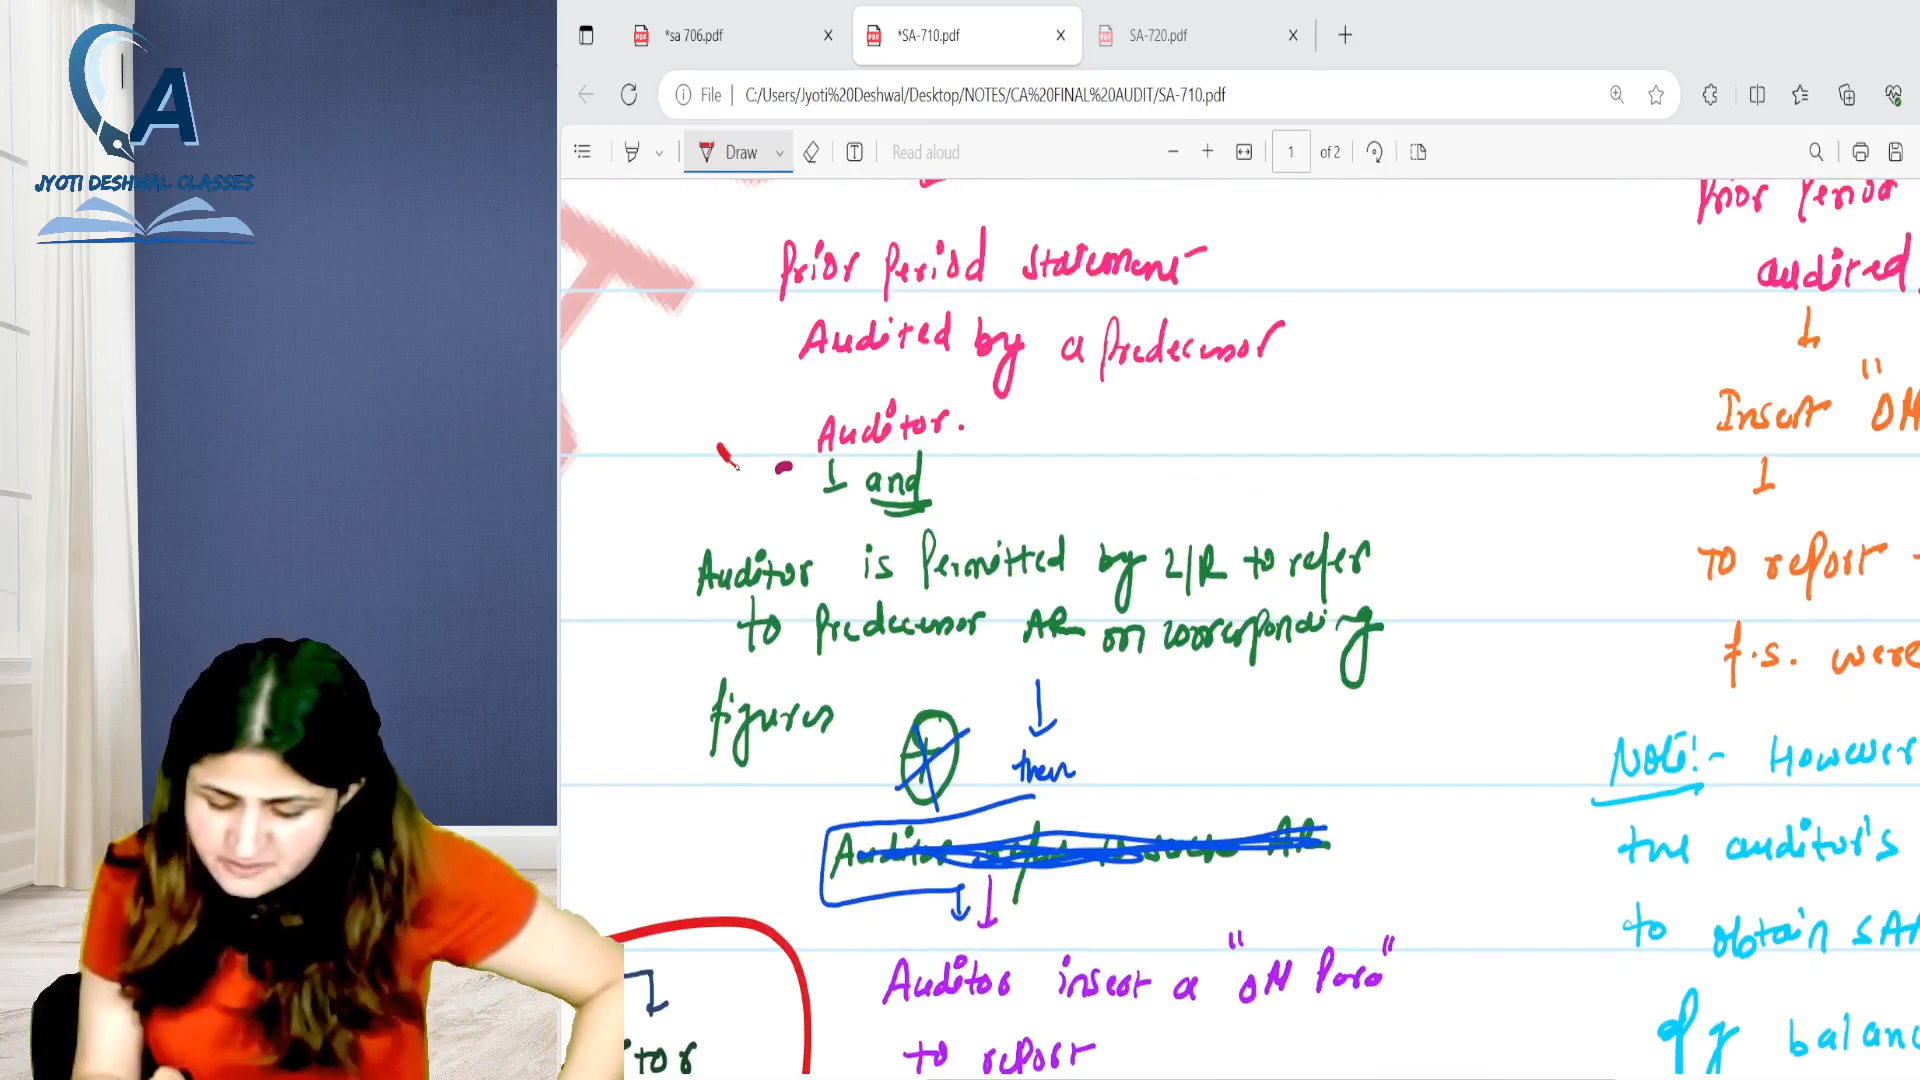 CA
JYOTI DESHWAL CLASSES
*sa 706.pdf
*SA-710.pdf
SA-720.pdf
File
C:/Users/Jyoti%20Deshwal/Desktop/NOTES/CA%20FINAL%20AUDIT/SA-710.pdf
Draw
Read aloud
1 of 2
Prior Period Statement
Audited by a Predecessor
Auditor.
and
Auditor is Permitted by L/R to refer
to Predecessor AR on corresponding
figures
then
Auditor insert a "OM Para"
to report
itor
Prior Period
audited
Insert "OM
To report
f.s. were
Note:- However
the auditor's
to obtain SA
balanc